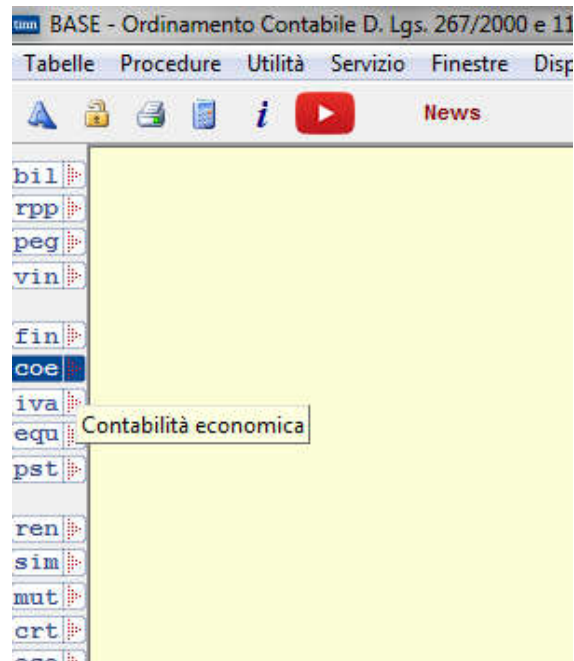 tinn BASE - Ordinamento Contabile D. Lgs. 267/2000 e 11
Tabelle Procedure Utilità Servizio Finestre Disp
A i News
bil
rpp
peg
vin
fin
coe
iva
Contabilità economica
equ
pst
ren
sim
mut
crt